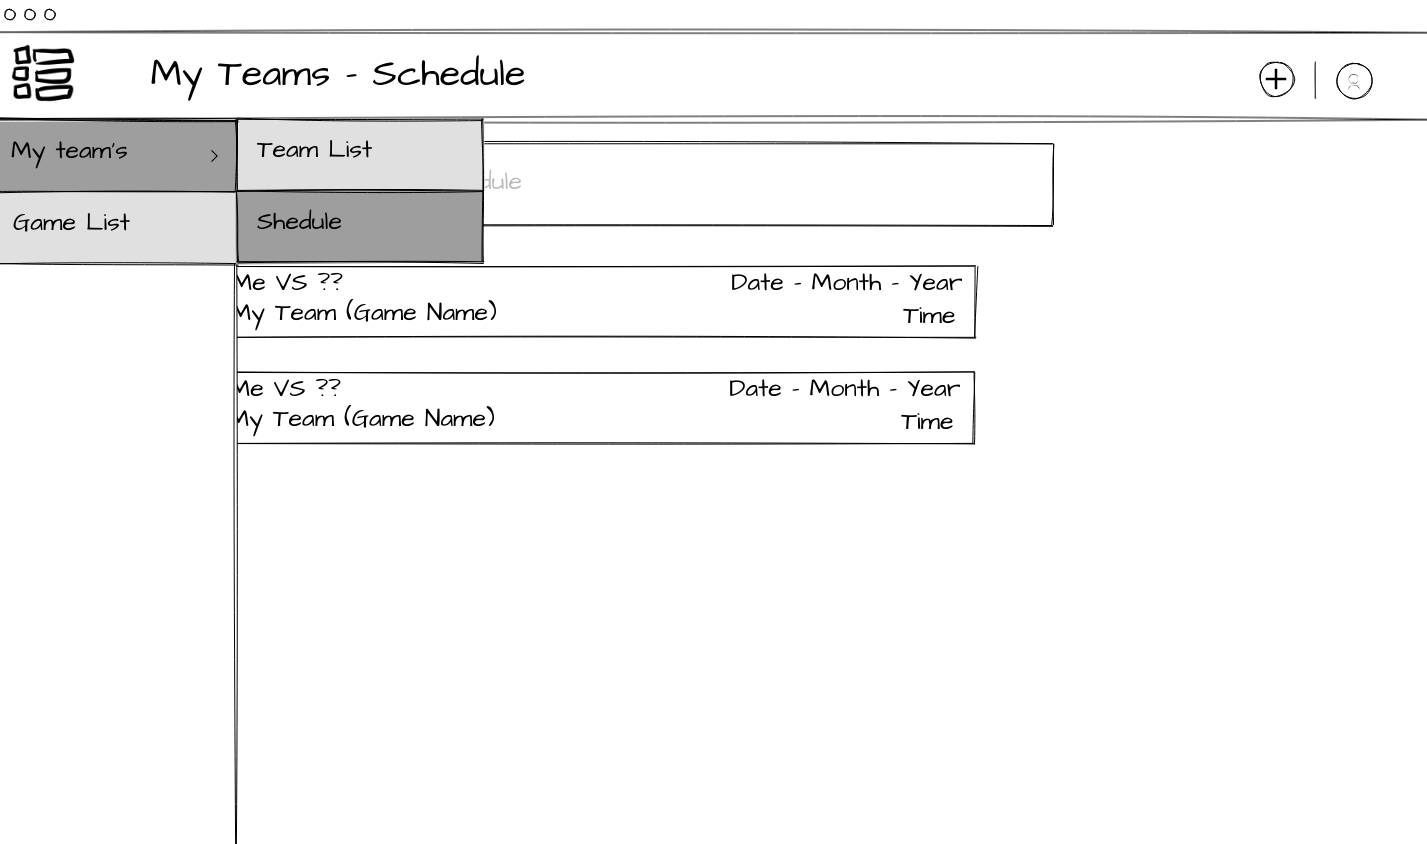 My Teams - Schedule
My team's
Team List
Game List
Shedule
Me VS ??
Date - Month - Year
My Team (Game Name)
Time
Me VS ??
Date - Month - Year
My Team (Game Name)
Time